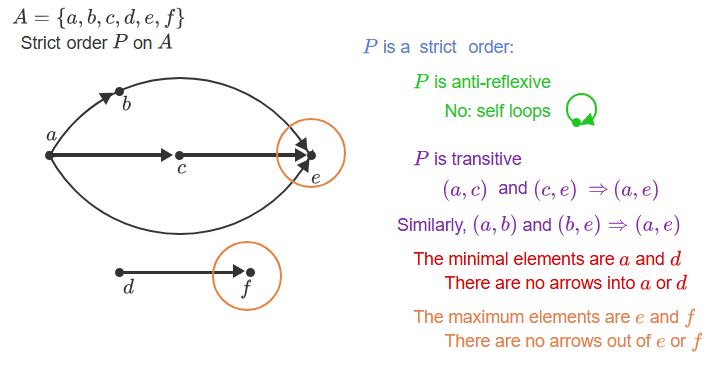 A = {a, b, c, d, e, f}
Strict order P on A
P is a strict order:
P is anti-reflexive
No: self loops
P is transitive
(a, c) and (c, e) ⇒ (a, e)
Similarly, (a, b) and (b, e) ⇒ (a, e)
The minimal elements are a and d
There are no arrows into a or d
The maximum elements are e and f
There are no arrows out of e or f
a
b
c
e
d
f